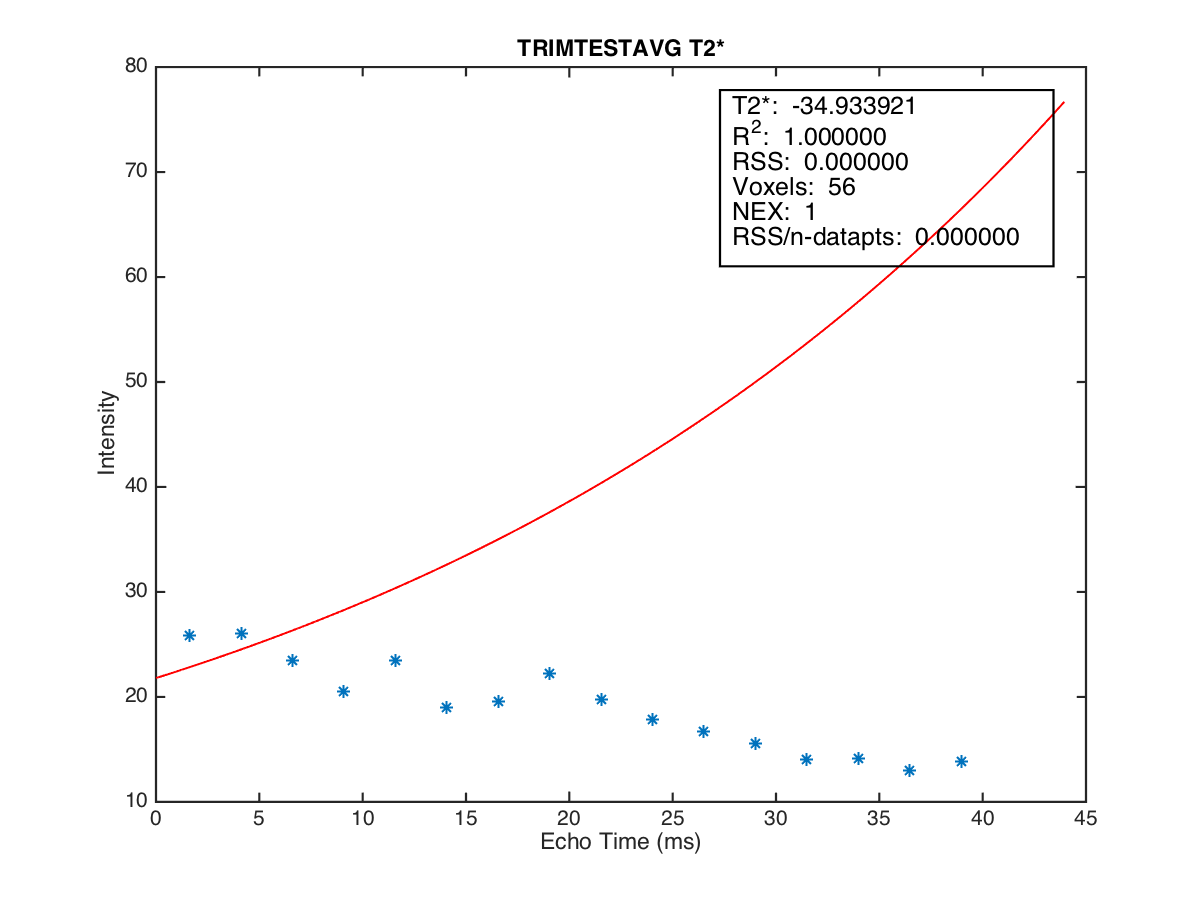 TRIMTESTAVG T2*
80
70
60
50
40
30
20
10
Intensity
T2*: -34.933921
R²: 1.000000
RSS: 0.000000
Voxels: 56
NEX: 1
RSS/n-datapts: 0.000000
0 5 10 15 20 25 30 35 40 45
Echo Time (ms)